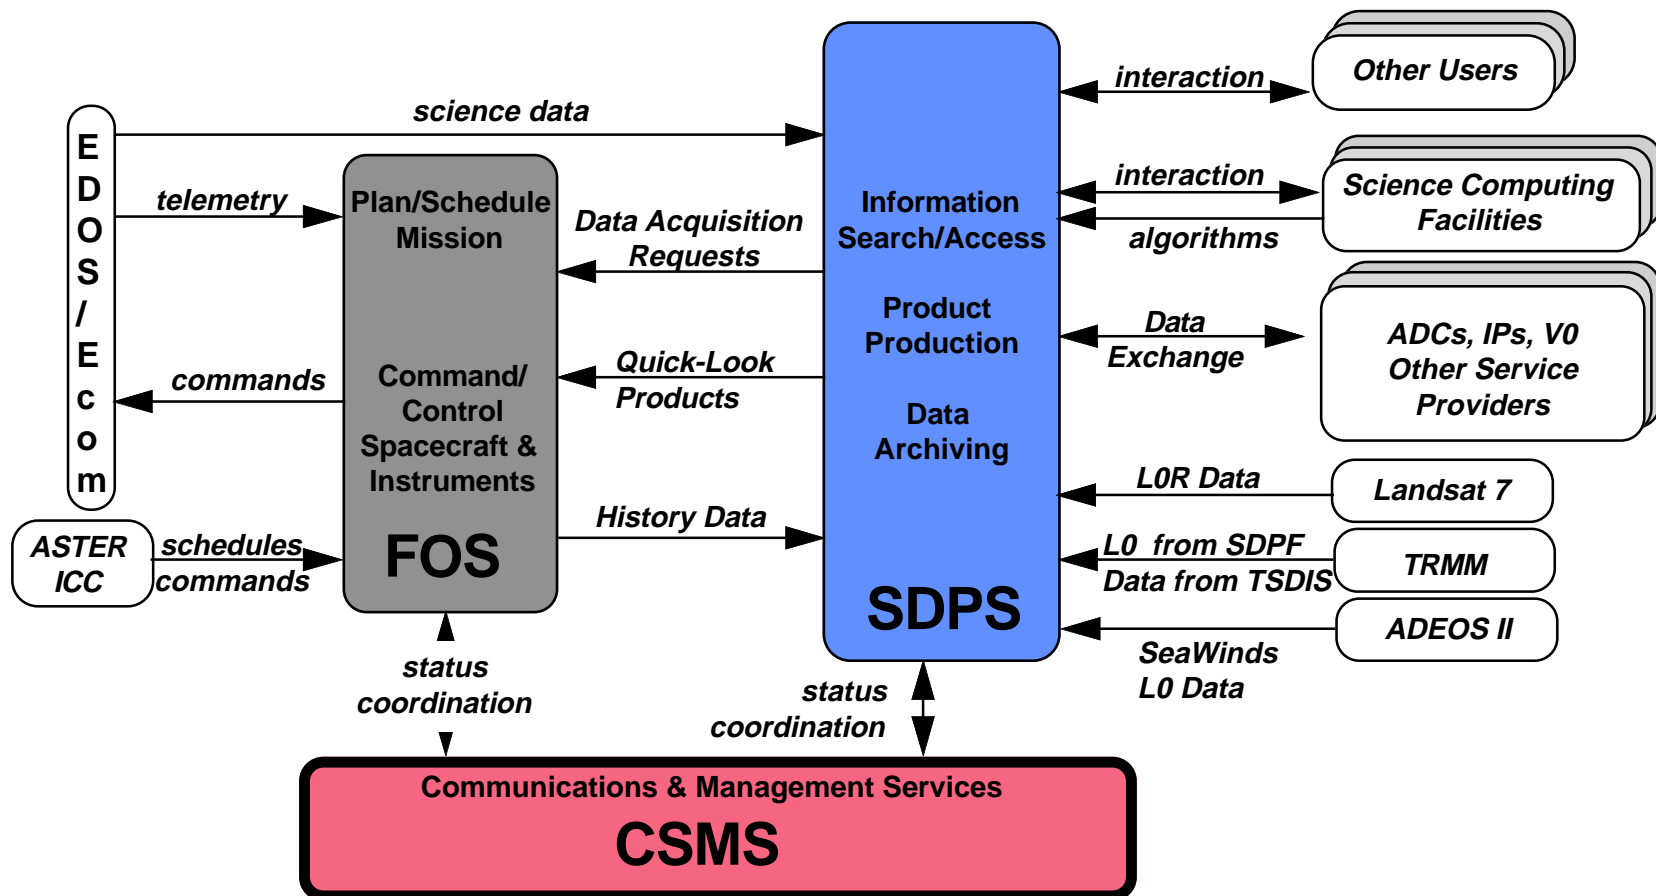 EDOS/Ecom
science data
telemetry
commands
ASTER
ICC
schedules
commands
Plan/Schedule
Mission
Command/
Control
Spacecraft &
Instruments
FOS
Data Acquisition
Requests
Quick-Look
Products
History Data
Information
Search/Access
Product
Production
Data
Archiving
SDPS
interaction
Other Users
interaction
algorithms
Science Computing
Facilities
Data
Exchange
ADCs, IPs, V0
Other Service
Providers
L0R Data
Landsat 7
L0 from SDPF
Data from TSDIS
TRMM
SeaWinds
L0 Data
ADEOS II
status
coordination
status
coordination
Communications & Management Services
CSMS